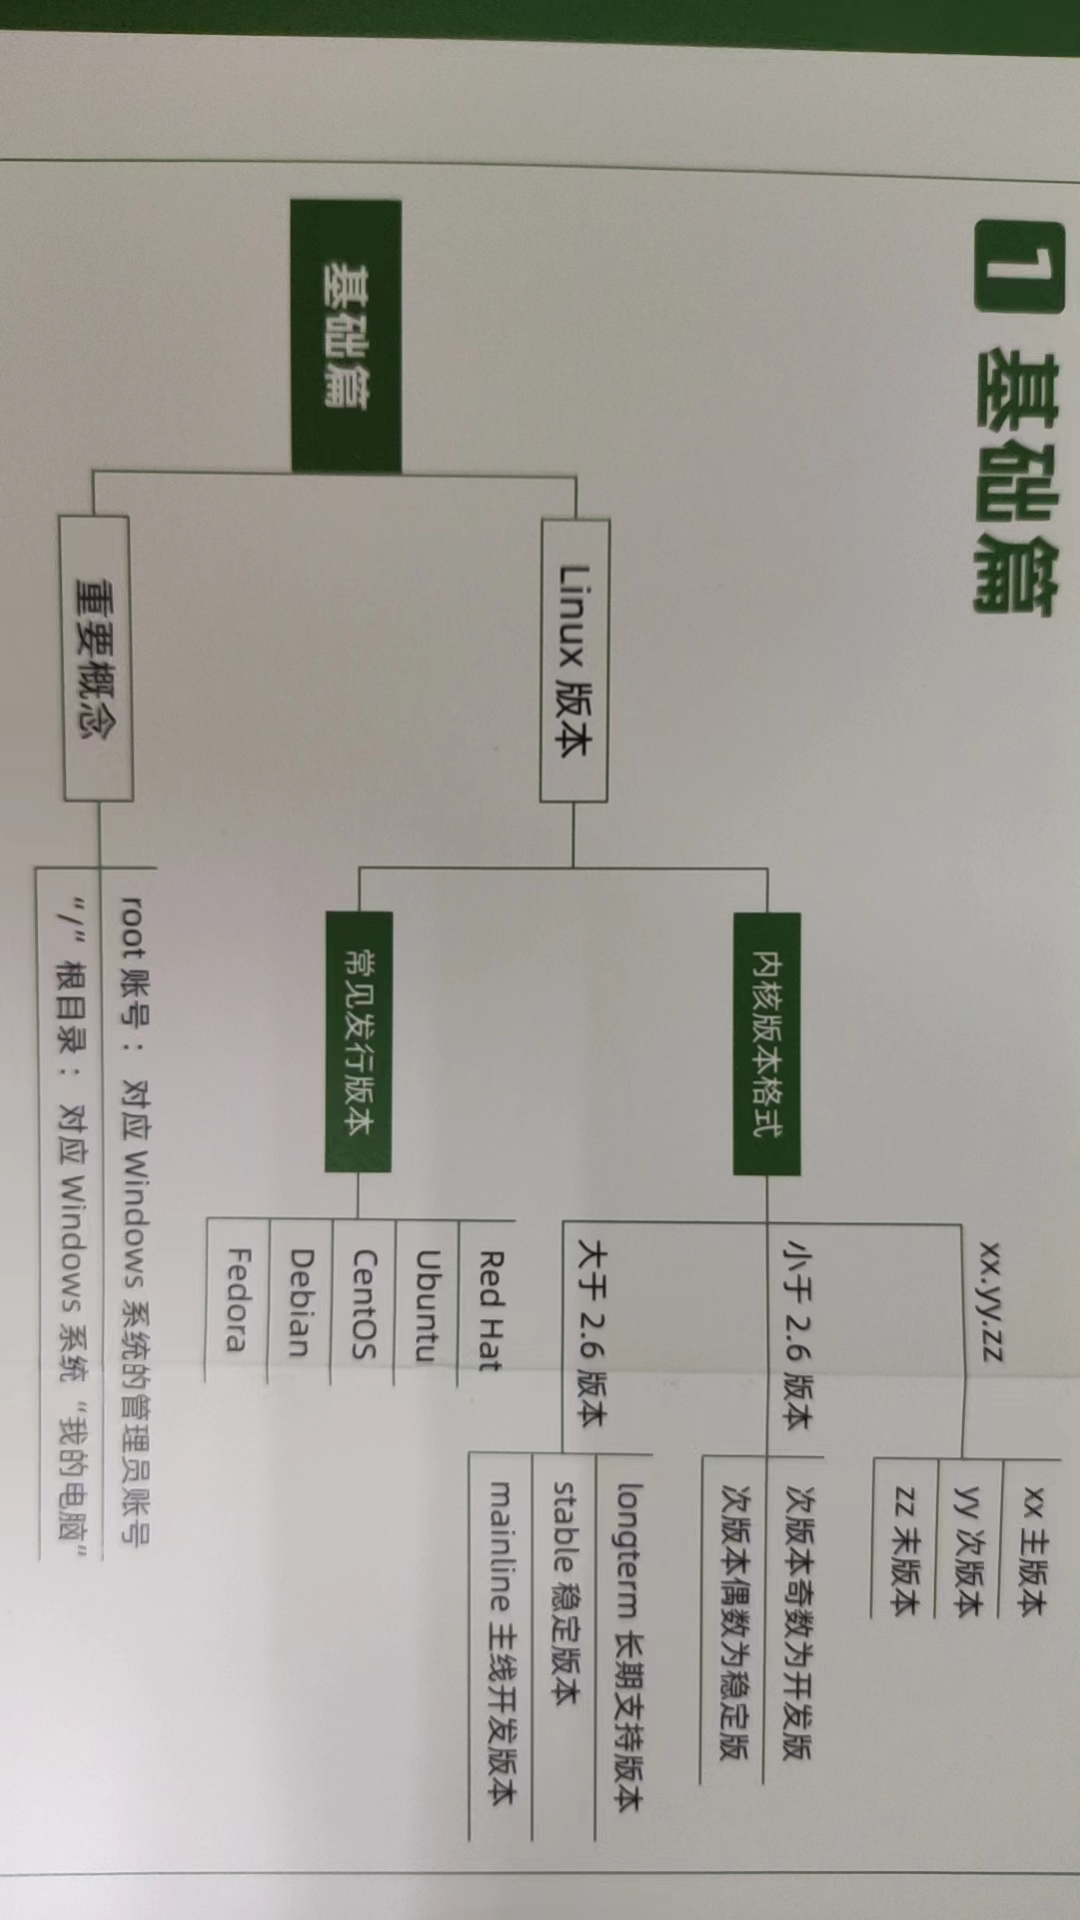 1 基础篇
基础篇
Linux 版本
内核版本格式
xx.yy.zz
xx 主版本
yy 次版本
zz 末版本
小于 2.6 版本
次版本奇数为开发版
次版本偶数为稳定版
大于 2.6 版本
longterm 长期支持版本
stable 稳定版本
mainline 主线开发版本
常见发行版本
Red Hat
Ubuntu
CentOS
Debian
Fedora
重要概念
root 账号： 对应 Windows 系统的管理员账号
“/” 根目录： 对应 Windows 系统 “我的电脑”